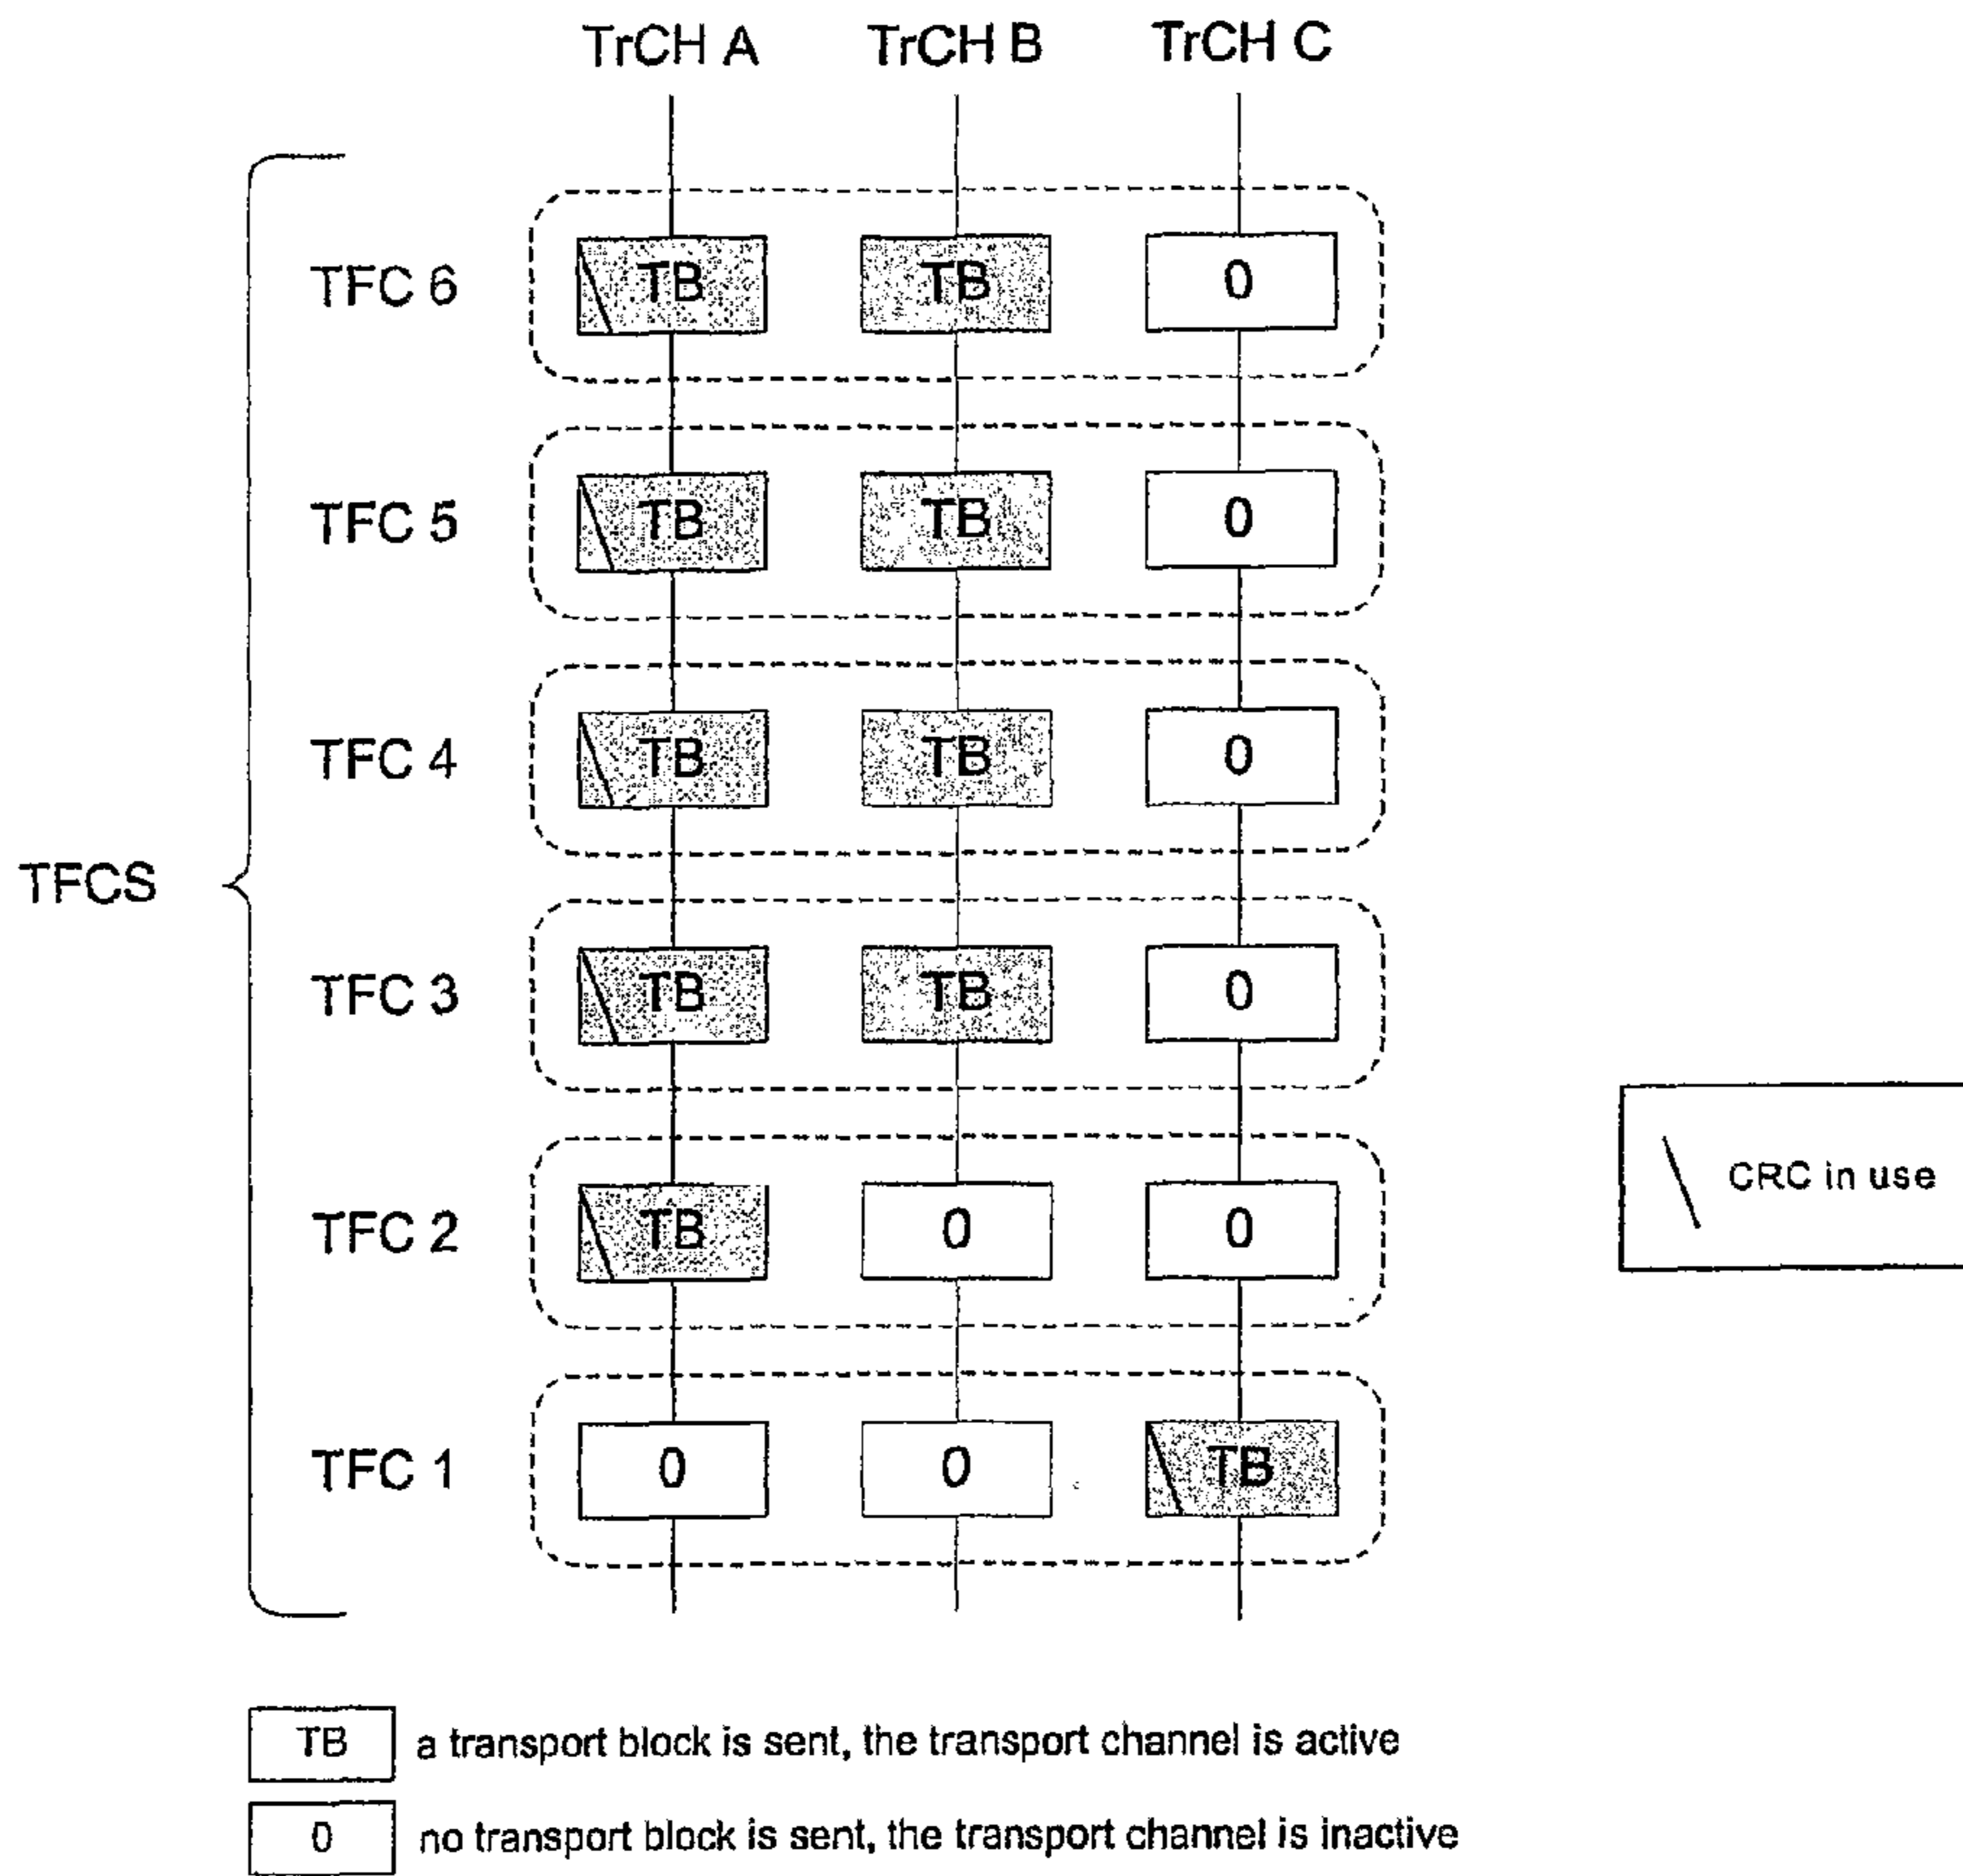 TrCH A TrCH B TrCH C
TFC 6 TB TB 0
TFC 5 TB TB 0
TFC 4 TB TB 0
TFCS
TFC 3 TB TB 0
TFC 2 TB 0 0
CRC in use
TFC 1 0 0 TB
TB a transport block is sent, the transport channel is active
0 no transport block is sent, the transport channel is inactive